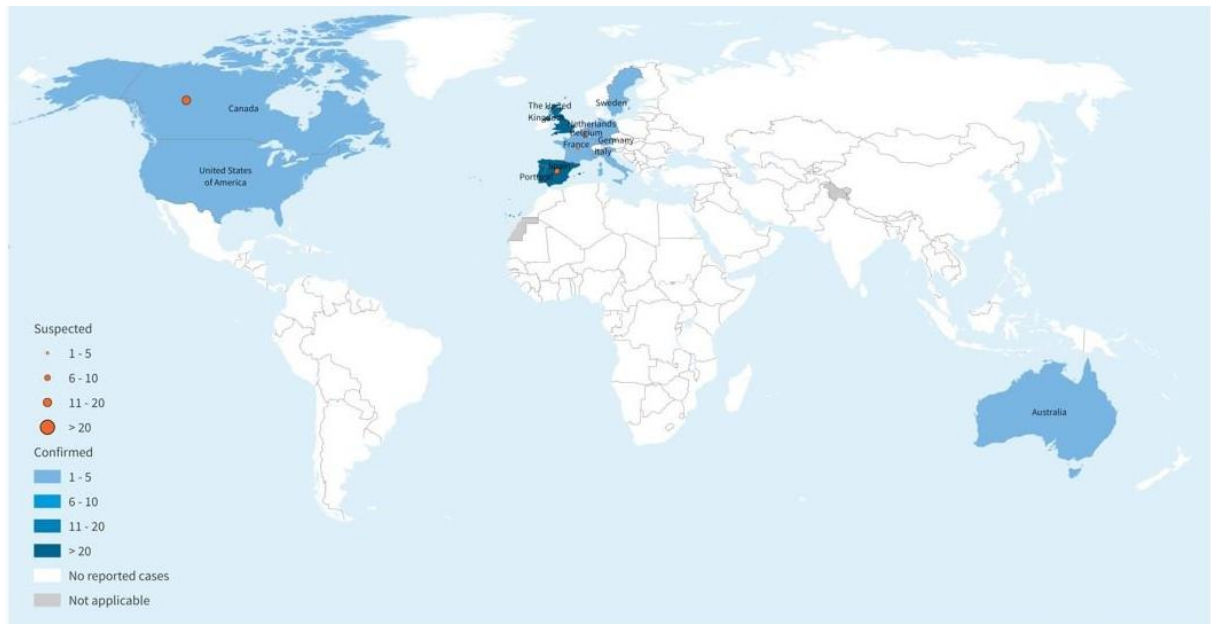 Canada
United States
of America
The United
Kingdom
Sweden
Netherlands
Belgium
Germany
France
Italy
Spain
Portugal
Australia
Suspected
1 - 5
6 - 10
11 - 20
> 20
Confirmed
1 - 5
6 - 10
11 - 20
> 20
No reported cases
Not applicable